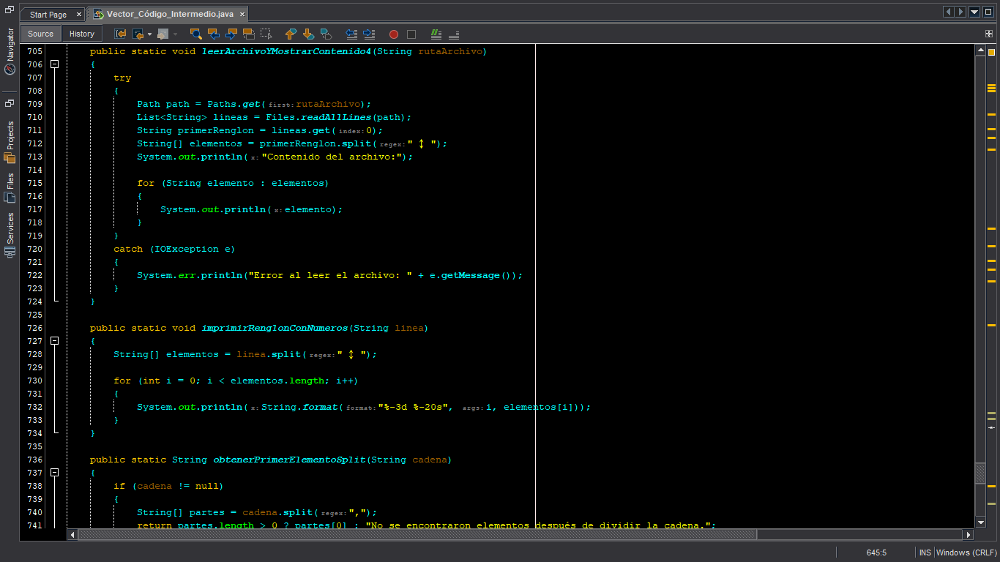 Start Page ×
Vector_Código_Intermedio.java ×
Source History
Navigator
Projects
Files
Services
705 public static void leerArchivoYMostrarContenido4(String rutaArchivo)
706 {
707 try
708 {
709 Path path = Paths.get( first: rutaArchivo);
710 List<String> lineas = Files.readAllLines(path);
711 String primerRenglon = lineas.get( index: 0);
712 String[] elementos = primerRenglon.split( regex: " ↕ ");
713 System.out.println( x: "Contenido del archivo:");
714
715 for (String elemento : elementos)
716 {
717 System.out.println( x: elemento);
718 }
719 }
720 catch (IOException e)
721 {
722 System.err.println("Error al leer el archivo: " + e.getMessage());
723 }
724 }
725
726 public static void imprimirRenglonConNumeros(String linea)
727 {
728 String[] elementos = linea.split( regex: " ↕ ");
729
730 for (int i = 0; i < elementos.length; i++)
731 {
732 System.out.println( x: String.format( format: "%-3d %-20s", args: i, elementos[i]));
733 }
734 }
735
736 public static String obtenerPrimerElementoSplit(String cadena)
737 {
738 if (cadena != null)
739 {
740 String[] partes = cadena.split( regex: ",");
741 return partes.length > 0 ? partes[0] : "No se encontraron elementos después de dividir la cadena.";
645:5 INS Windows (CRLF)